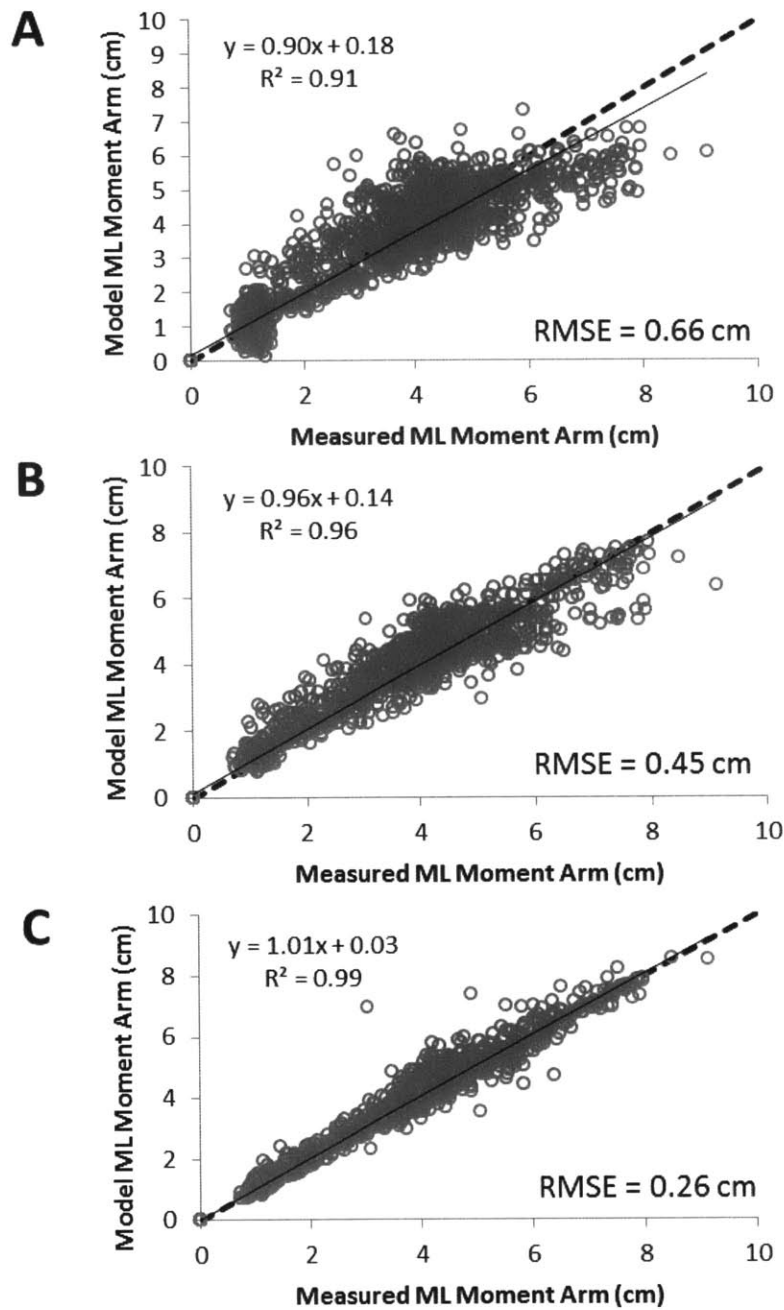 A
y = 0.90x + 0.18
R² = 0.91
10
9
8
7
6
5
4
3
2
1
0
Model ML Moment Arm (cm)
RMSE = 0.66 cm
0 2 4 6 8 10
Measured ML Moment Arm (cm)
B
y = 0.96x + 0.14
R² = 0.96
10
8
6
4
2
0
Model ML Moment Arm (cm)
RMSE = 0.45 cm
0 2 4 6 8 10
Measured ML Moment Arm (cm)
C
y = 1.01x + 0.03
R² = 0.99
10
8
6
4
2
0
Model ML Moment Arm (cm)
RMSE = 0.26 cm
0 2 4 6 8 10
Measured ML Moment Arm (cm)